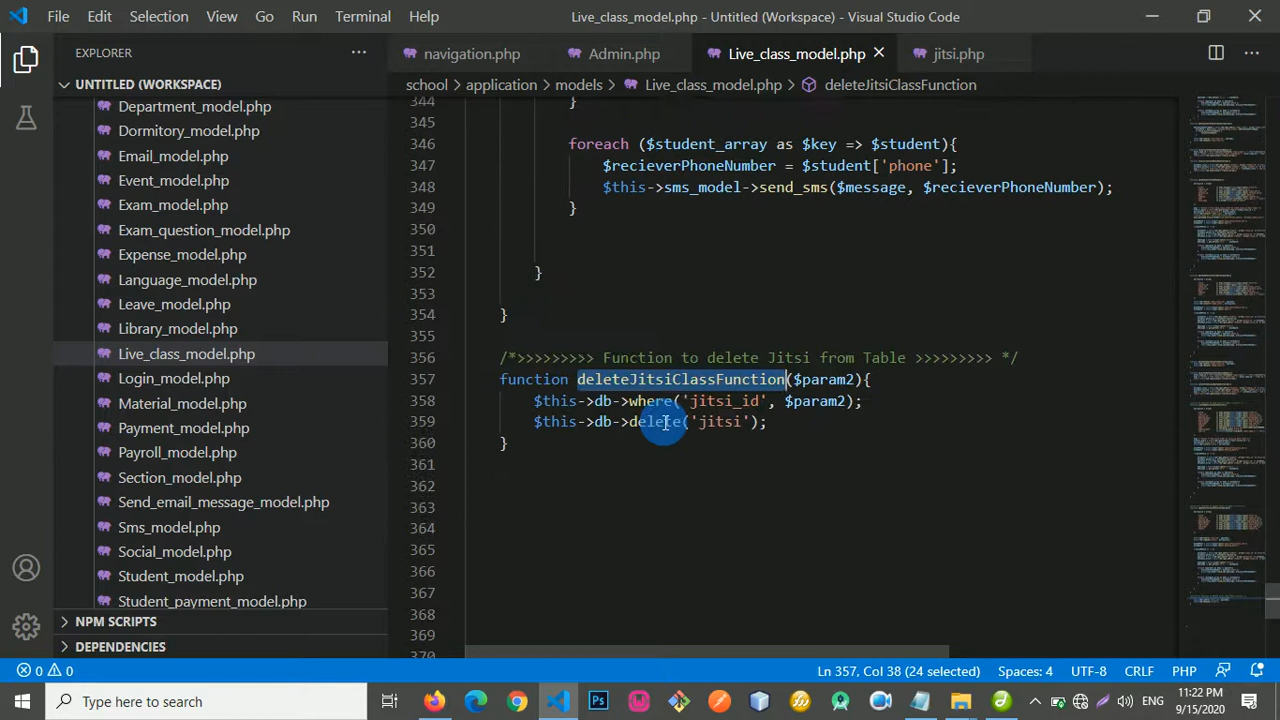 File Edit Selection View Go Run Terminal Help Live_class_model.php - Untitled (Workspace) - Visual Studio Code
EXPLORER
navigation.php Admin.php Live_class_model.php jitsi.php
UNTITLED (WORKSPACE)
school > application > models > Live_class_model.php > deleteJitsiClassFunction
Department_model.php
Dormitory_model.php
Email_model.php
Event_model.php
Exam_model.php
Exam_question_model.php
Expense_model.php
Language_model.php
Leave_model.php
Library_model.php
Live_class_model.php
Login_model.php
Material_model.php
Payment_model.php
Payroll_model.php
Section_model.php
Send_email_message_model.php
Sms_model.php
Social_model.php
Student_model.php
Student_payment_model.php
NPM SCRIPTS
DEPENDENCIES
344 }
345
346 foreach ($student_array as $key => $student){
347 $recieverPhoneNumber = $student['phone'];
348 $this->sms_model->send_sms($message, $recieverPhoneNumber);
349 }
350
351
352 }
353
354 }
355
356 /*>>>>>>>>> Function to delete Jitsi from Table >>>>>>>>> */
357 function deleteJitsiClassFunction($param2){
358 $this->db->where('jitsi_id', $param2);
359 $this->db->delete('jitsi');
360 }
361
362
363
364
365
366
367
368
369
370
0 0 Ln 357, Col 38 (24 selected) Spaces: 4 UTF-8 CRLF PHP
Type here to search
ENG
11:22 PM
9/15/2020